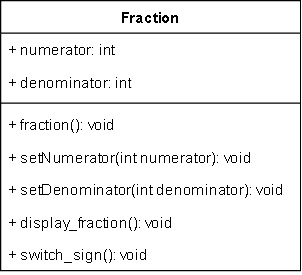 Fraction
+ numerator: int
+ denominator: int
+ fraction(): void
+ setNumerator(int numerator): void
+ setDenominator(int denominator): void
+ display_fraction(): void
+ switch_sign(): void